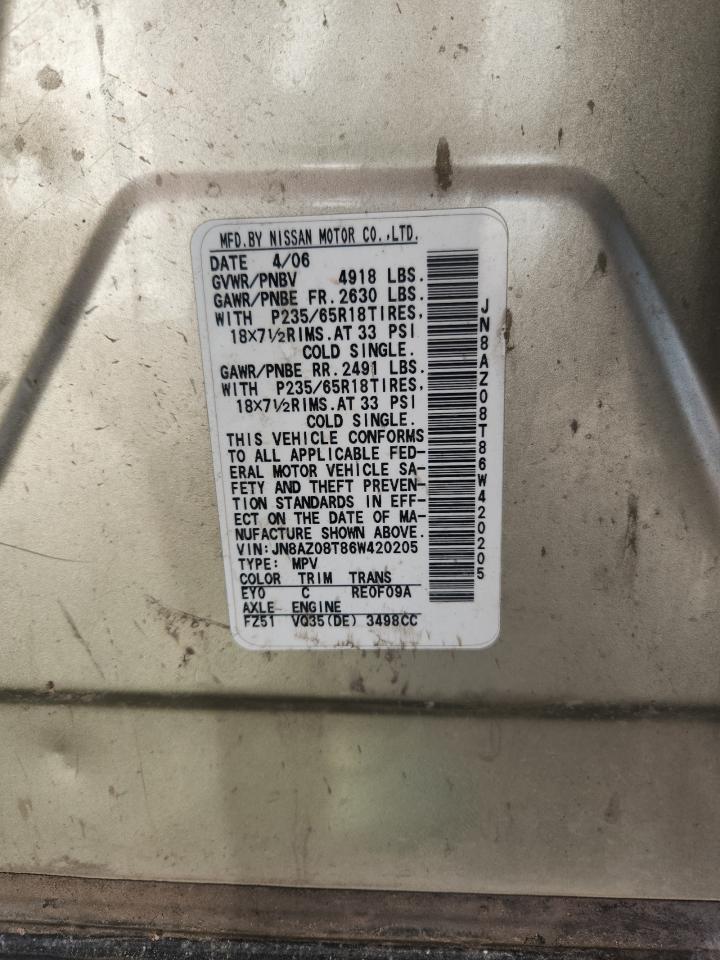 MFD.BY NISSAN MOTOR CO.,LTD.
DATE 4/06
GVWR/PNBV 4918 LBS.
GAWR/PNBE FR.2630 LBS.
WITH P235/65R18TIRES,
18×7½RIMS.AT 33 PSI
COLD SINGLE.
GAWR/PNBE RR.2491 LBS.
WITH P235/65R18TIRES,
18×7½RIMS.AT 33 PSI
COLD SINGLE.
THIS VEHICLE CONFORMS
TO ALL APPLICABLE FED-
ERAL MOTOR VEHICLE SA-
FETY AND THEFT PREVEN-
TION STANDARDS IN EFF-
ECT ON THE DATE OF MA-
NUFACTURE SHOWN ABOVE.
VIN:JN8AZ08T86W420205
TYPE: MPV
COLOR TRIM TRANS
EY0 C RE0F09A
AXLE ENGINE
FZ51 VQ35(DE) 3498CC
JN8AZ08T86W420205